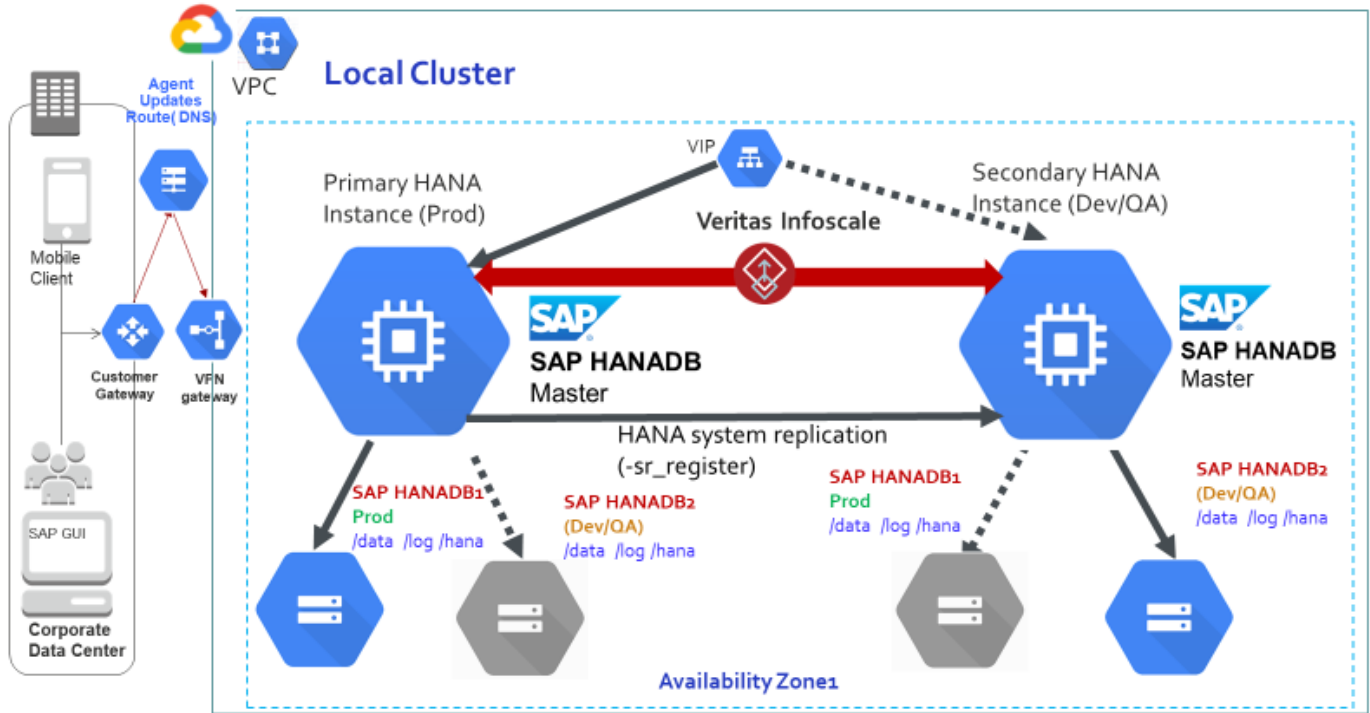 VPC
Local Cluster
Agent
Updates
Route( DNS)
Mobile
Client
Customer
Gateway
VPN
gateway
SAP GUI
Corporate
Data Center
VIP
Primary HANA
Instance (Prod)
Secondary HANA
Instance (Dev/QA)
Veritas Infoscale
SAP
SAP HANADB
Master
SAP
SAP HANADB
Master
HANA system replication
(-sr_register)
SAP HANADB1
Prod
/data /log /hana
SAP HANADB2
(Dev/QA)
/data /log /hana
SAP HANADB1
Prod
/data /log /hana
SAP HANADB2
(Dev/QA)
/data /log /hana
Availability Zone1